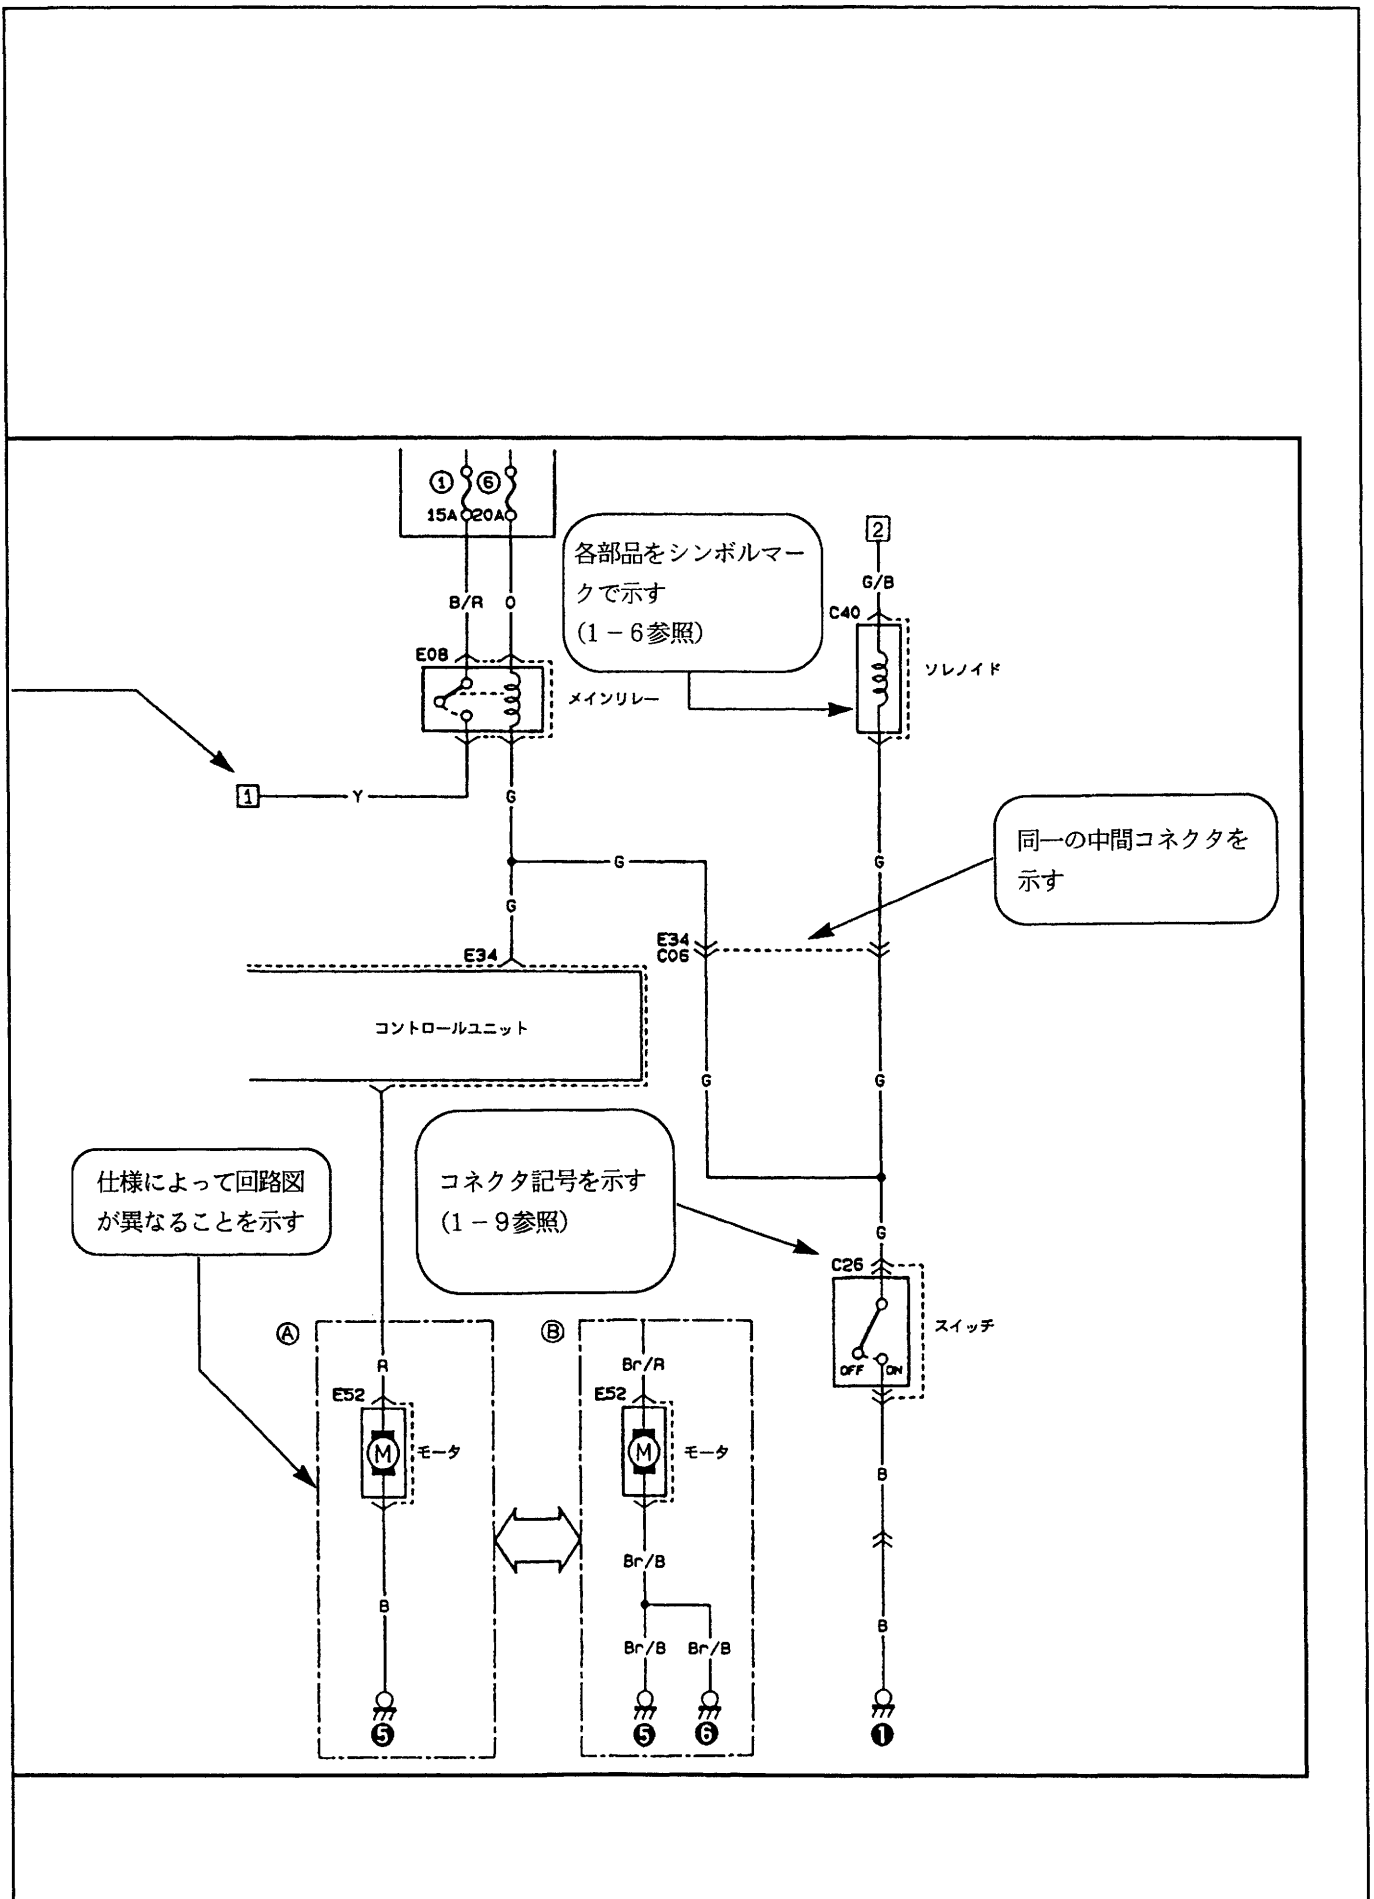 ① ⑥
15A 20A
各部品をシンボルマー
クで示す
(1-6参照)
2
G/B
C40
ソレノイド
B/R O
E08
メインリレー
1 Y G
同一の中間コネクタを
示す
G G
G
E34
C06
E34
コントロールユニット
G G
コネクタ記号を示す
(1-9参照)
仕様によって回路図
が異なることを示す
G
C26
スイッチ
OFF ON
Ⓐ Ⓑ
R Br/R
E52 E52
M モータ M モータ
B
Br/B
B
Br/B Br/B
B
❺ ❺ ❻ ❶